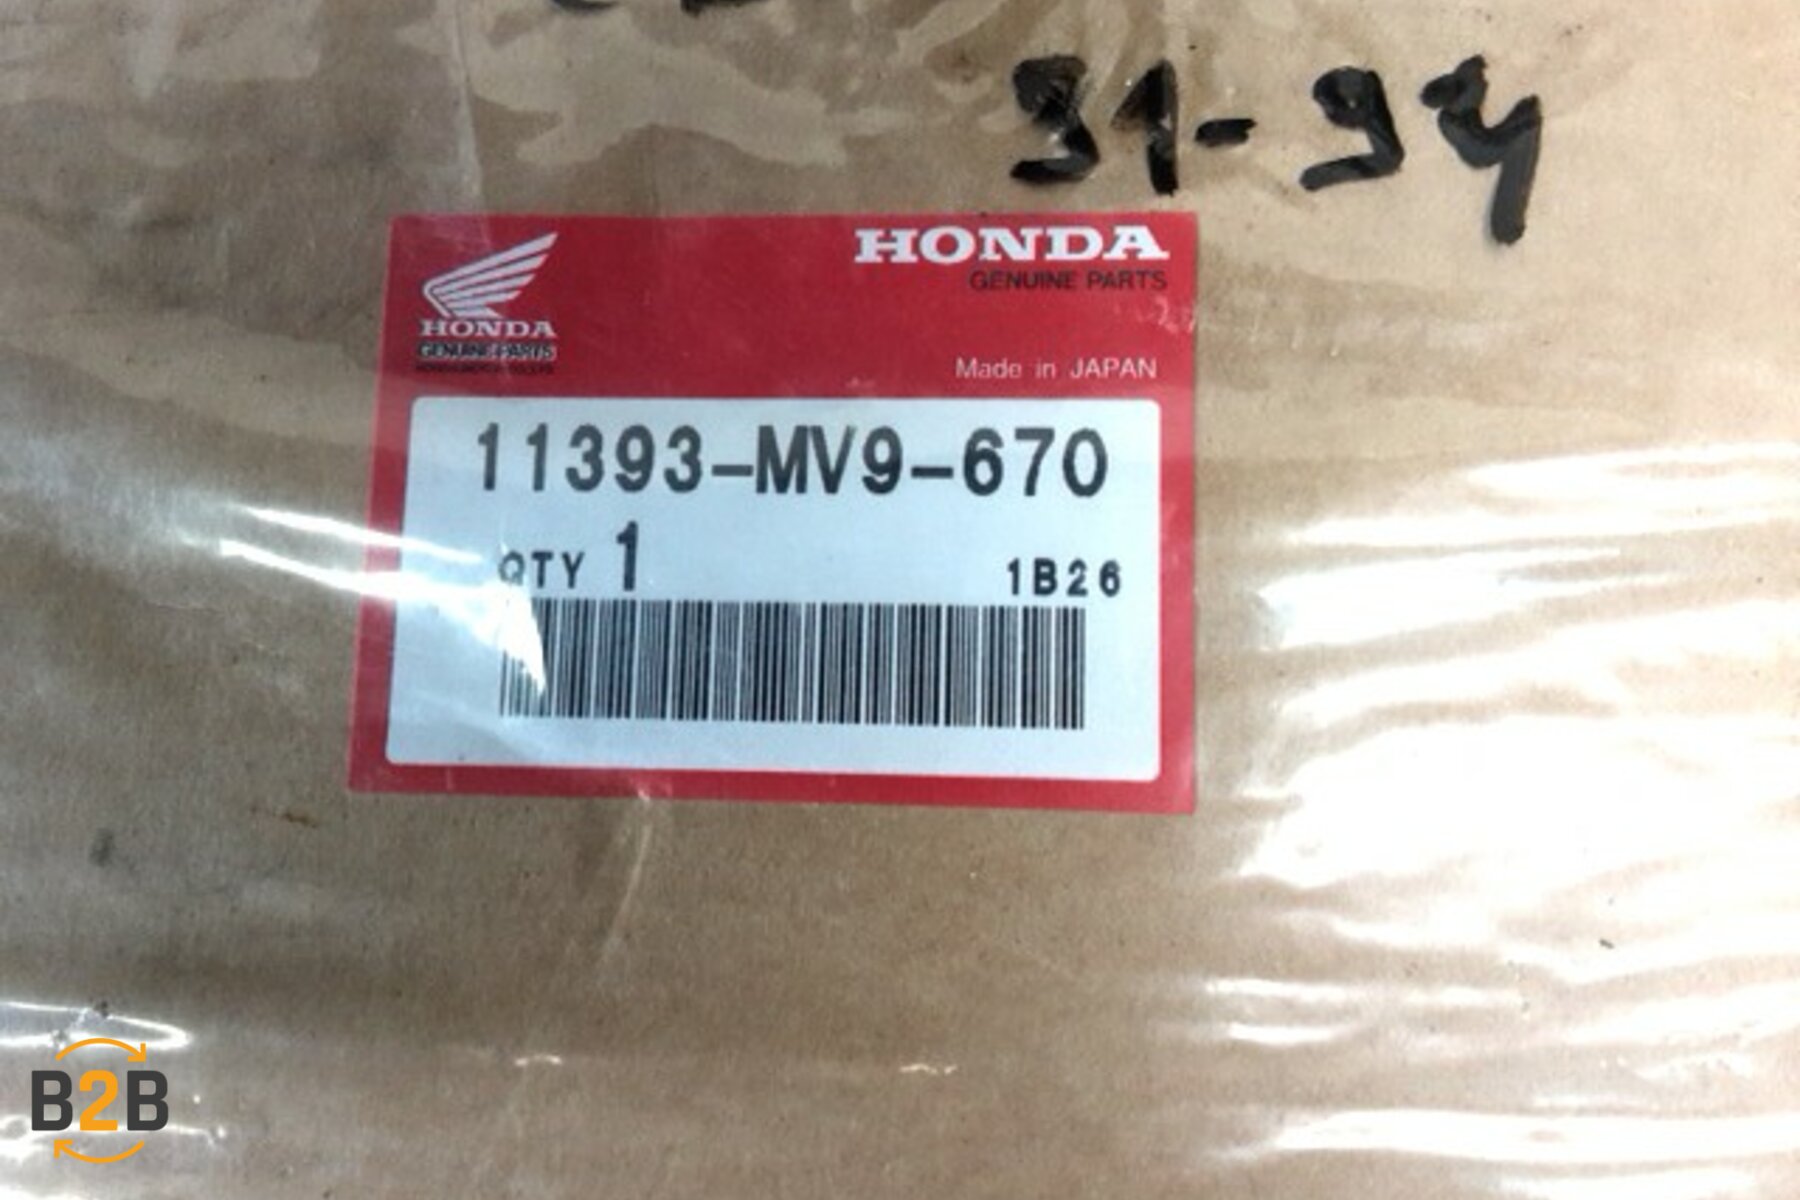 31-94
HONDA
GENUINE PARTS
HONDA
GENUINE PARTS
Made in JAPAN
11393-MV9-670
QTY 1
1B26
B2B